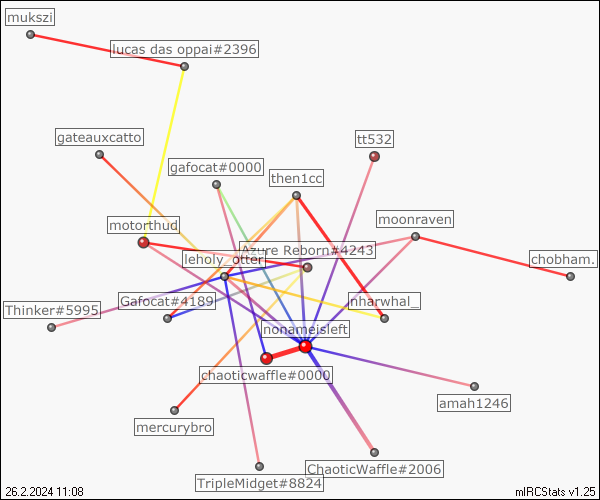 mukszi
lucas das oppai#2396
gateauxcatto
tt532
gafocat#0000
then1cc
motorthud
moonraven
Azure Reborn#4243
leholy_otter
chobham.
Thinker#5995
Gafocat#4189
nharwhal_
nonameisleft
chaoticwaffle#0000
amah1246
mercurybro
ChaoticWaffle#2006
TripleMidget#8824
26.2.2024 11:08
mIRCStats v1.25